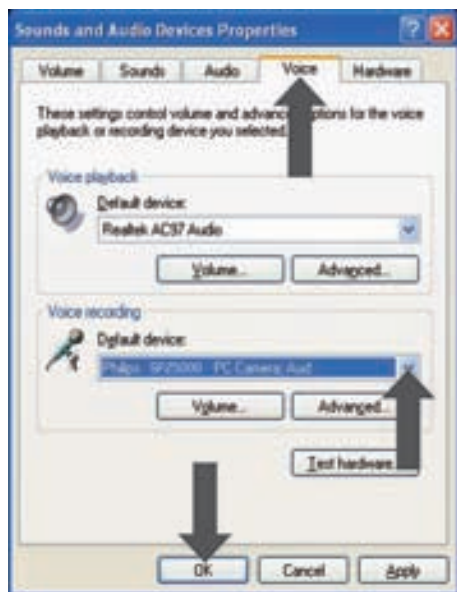 Sounds and Audio Devices Properties
Volume Sounds Audio Voice Hardware
These settings control volume and advanced options for the voice
playback or recording device you selected.
Voice playback
Default device:
Realtek AC97 Audio
Volume... Advanced...
Voice recording
Default device:
Philips PC Camera; Aud
Volume... Advanced...
Test hardware...
OK Cancel Apply